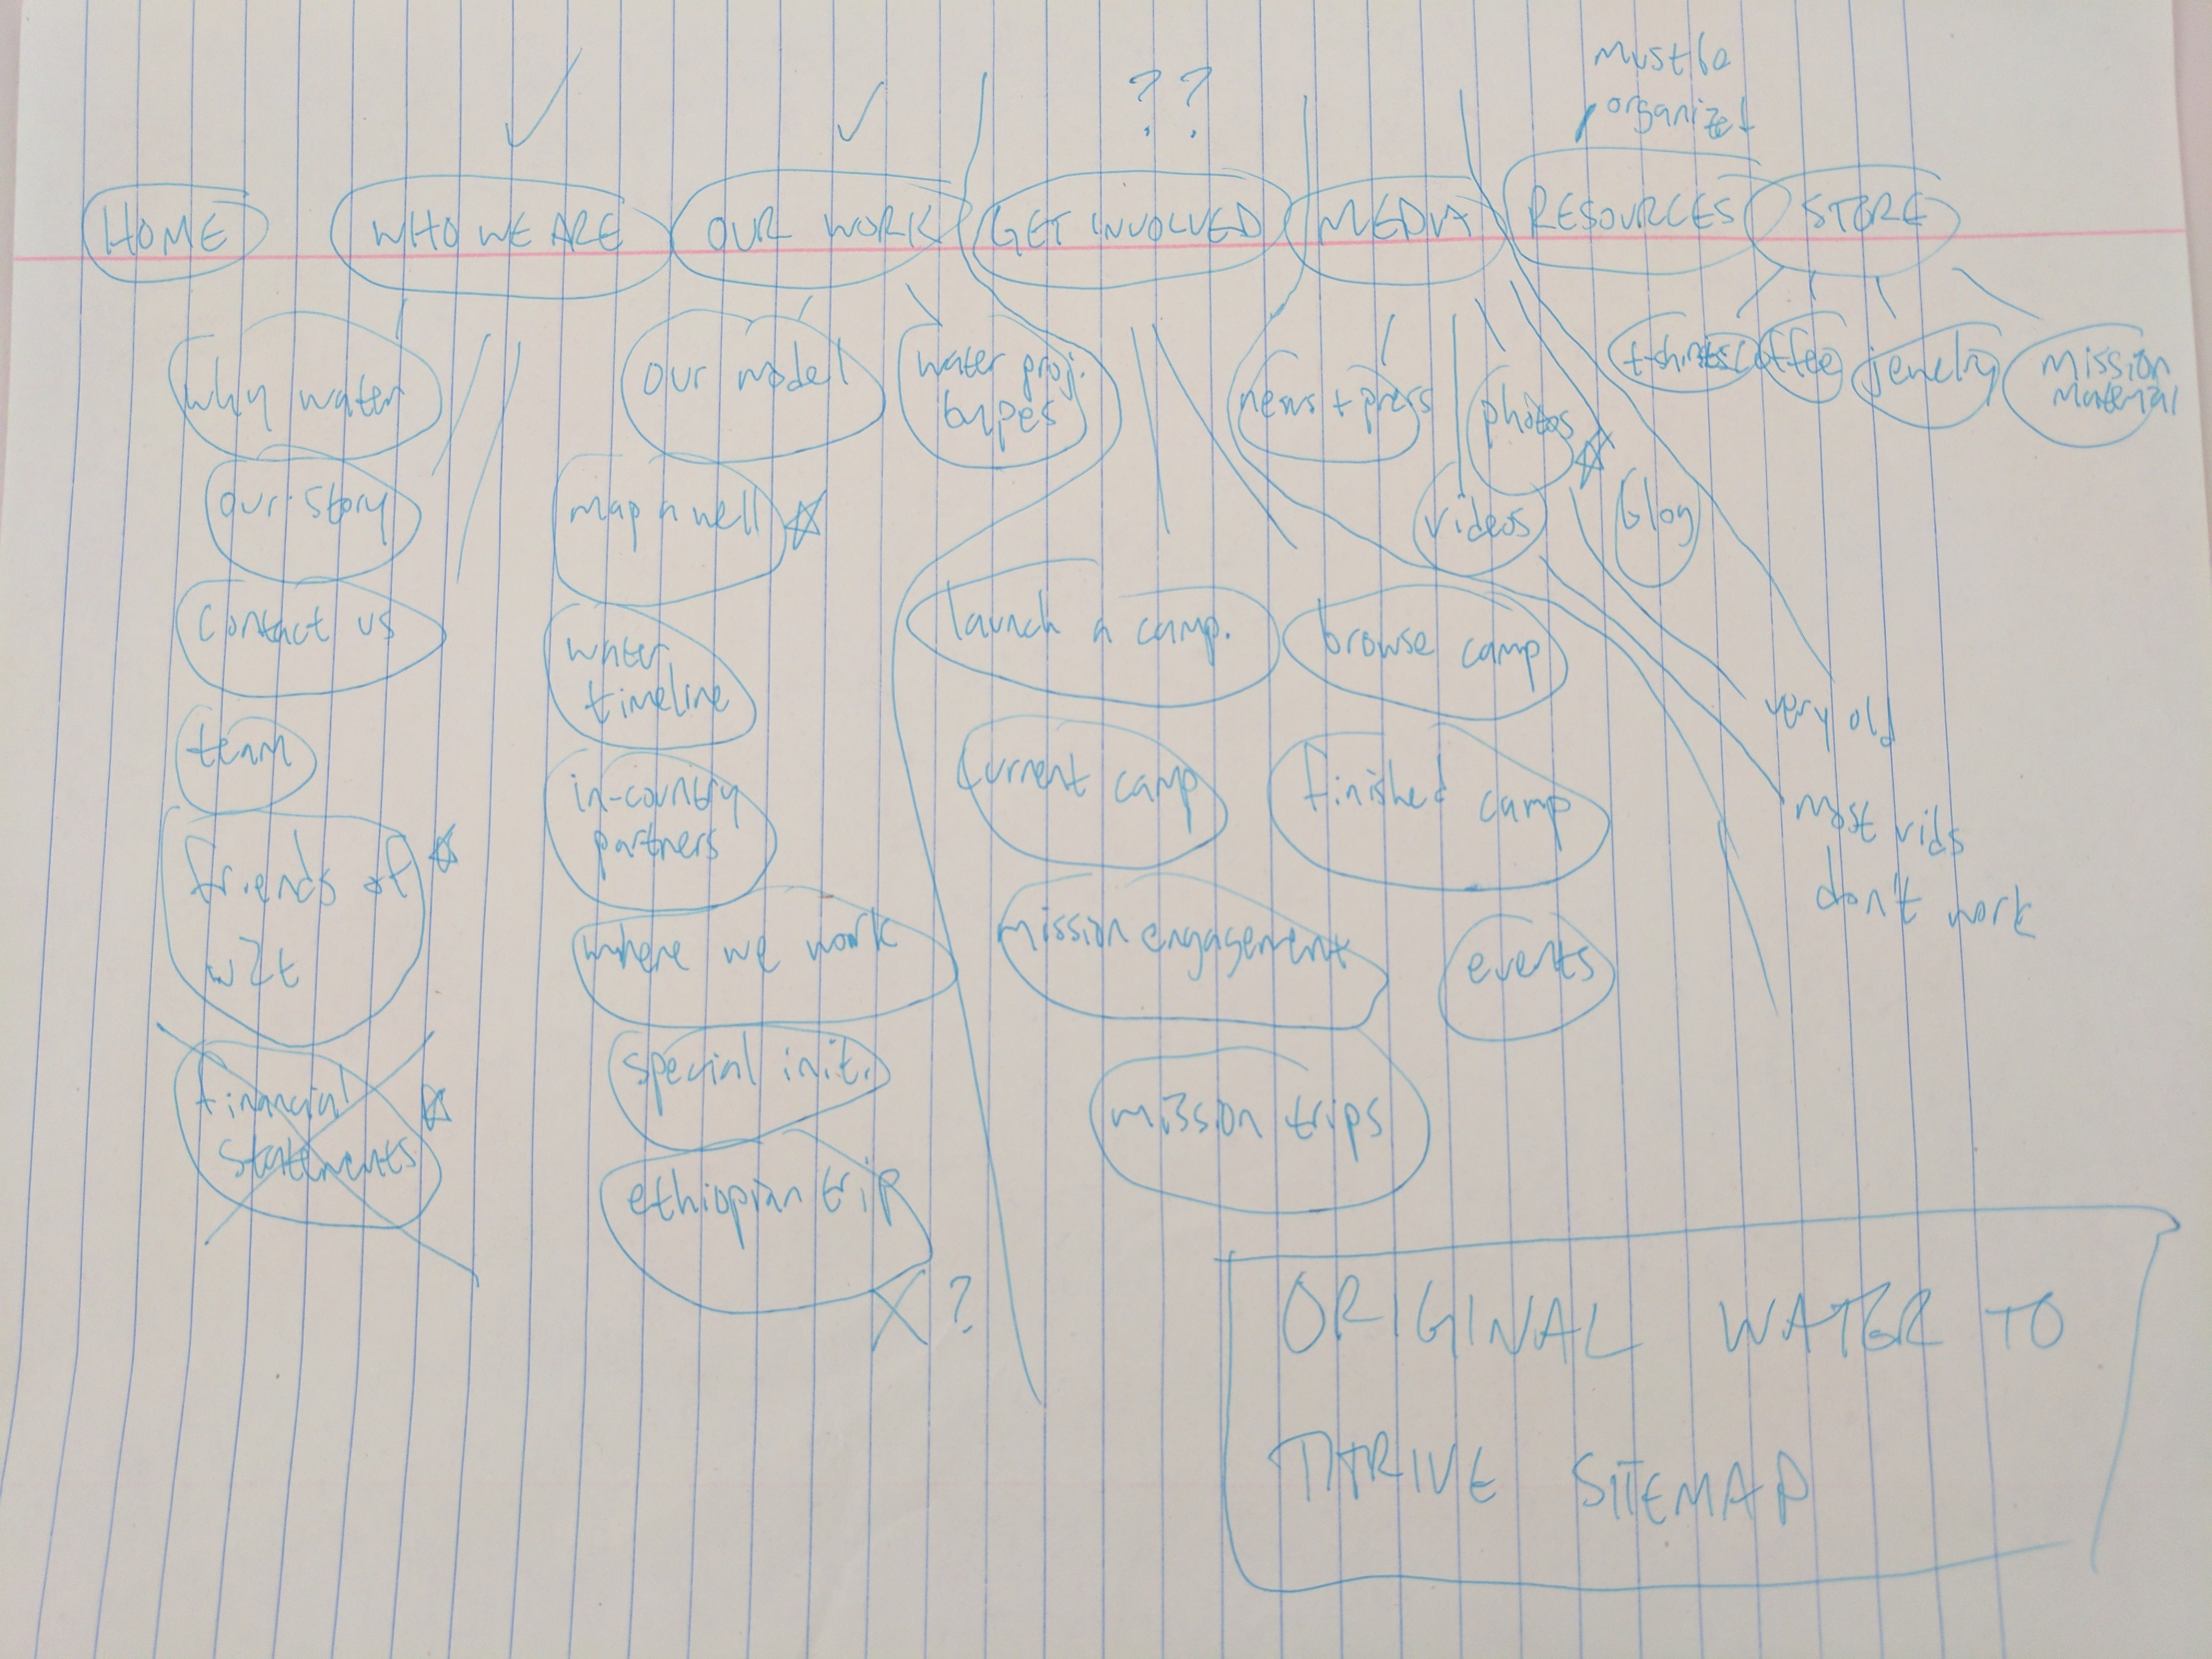 ? ?
must be
organized
HOME
WHO WE ARE
OUR WORK
GET INVOLVED
MEDIA
RESOURCES
STORE
why water
our story
contact us
team
friends of
w2t
financial
statements
our model
water proj.
types
map a well
water
timeline
in-country
partners
where we work
special init.
ethiopian trip
X ?
launch a camp.
browse camp
current camp
finished camp
mission engagement
events
mission trips
news + press
photos
videos
blog
very old
most vids
don't work
t-shirts
coffee
jewelry
mission
material
ORIGINAL WATER TO
THRIVE SITEMAP